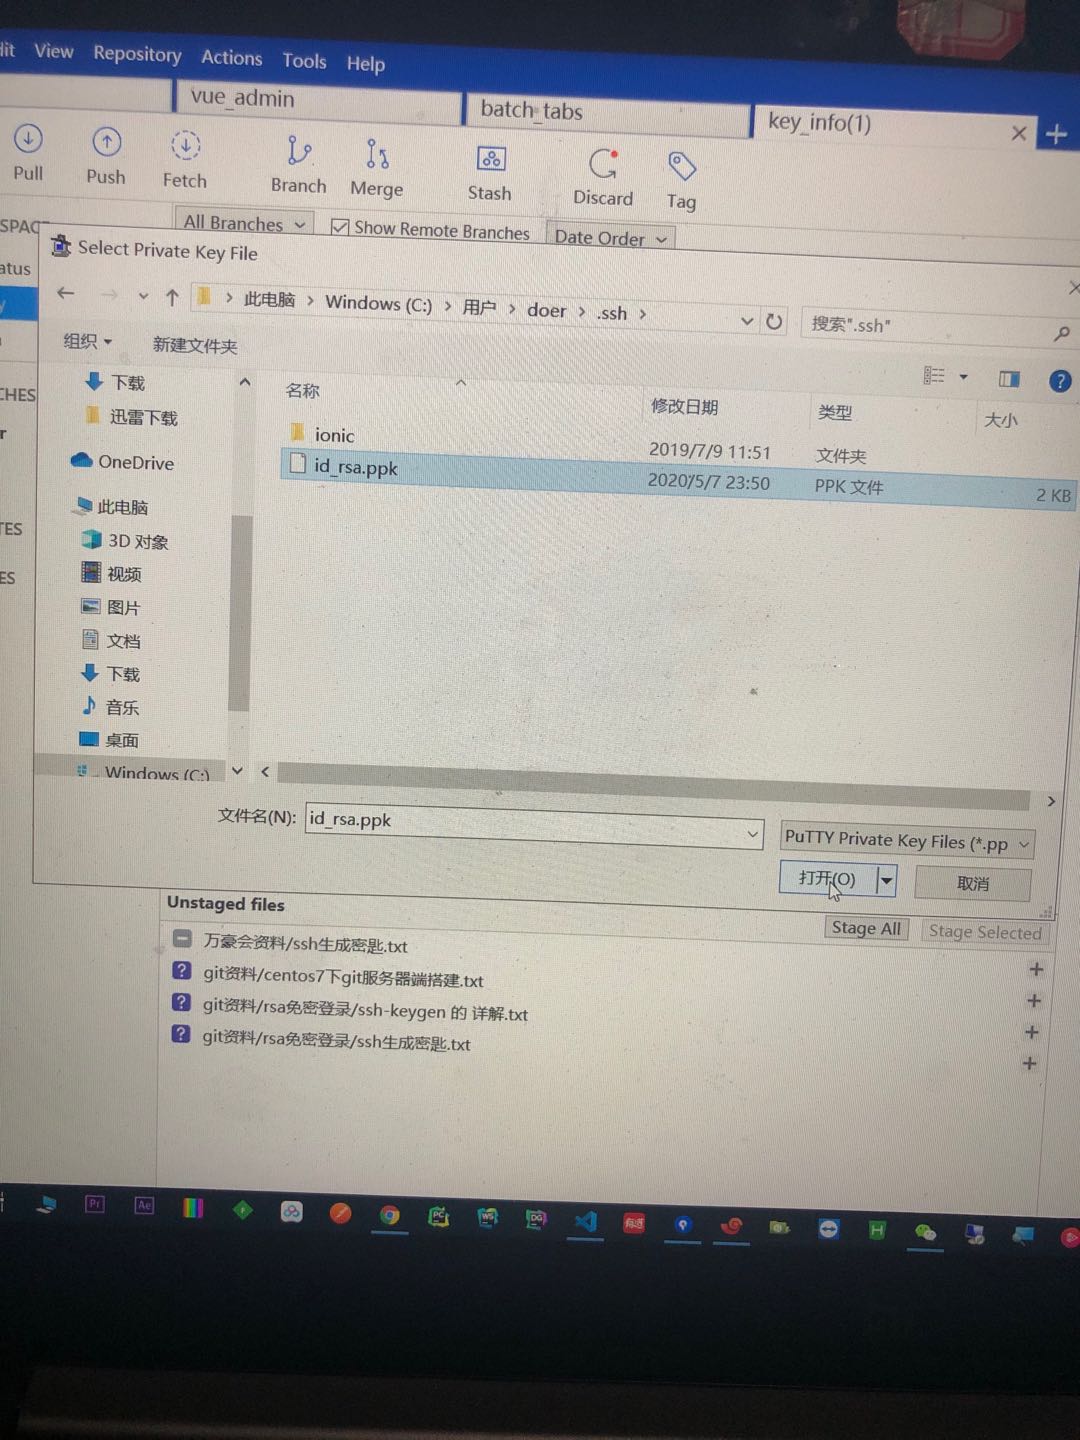 dit View Repository Actions Tools Help
vue_admin batch_tabs key_info(1)
Pull Push Fetch Branch Merge Stash Discard Tag
All Branches Show Remote Branches Date Order
SPACE
atus
Select Private Key File
此电脑 Windows (C:) 用户 doer .ssh
搜索".ssh"
组织 新建文件夹
CHES
r
TES
ES
下载
迅雷下载
OneDrive
此电脑
3D 对象
视频
图片
文档
下载
音乐
桌面
Windows (C:)
名称 修改日期 类型 大小
ionic 2019/7/9 11:51 文件夹
id_rsa.ppk 2020/5/7 23:50 PPK 文件 2 KB
文件名(N): id_rsa.ppk PuTTY Private Key Files (*.pp
打开(O) 取消
Unstaged files Stage All Stage Selected
万豪会资料/ssh生成密匙.txt
git资料/centos7下git服务器端搭建.txt
git资料/rsa免密登录/ssh-keygen 的 详解.txt
git资料/rsa免密登录/ssh生成密匙.txt
Pr Ae PC WS DG 有道 H